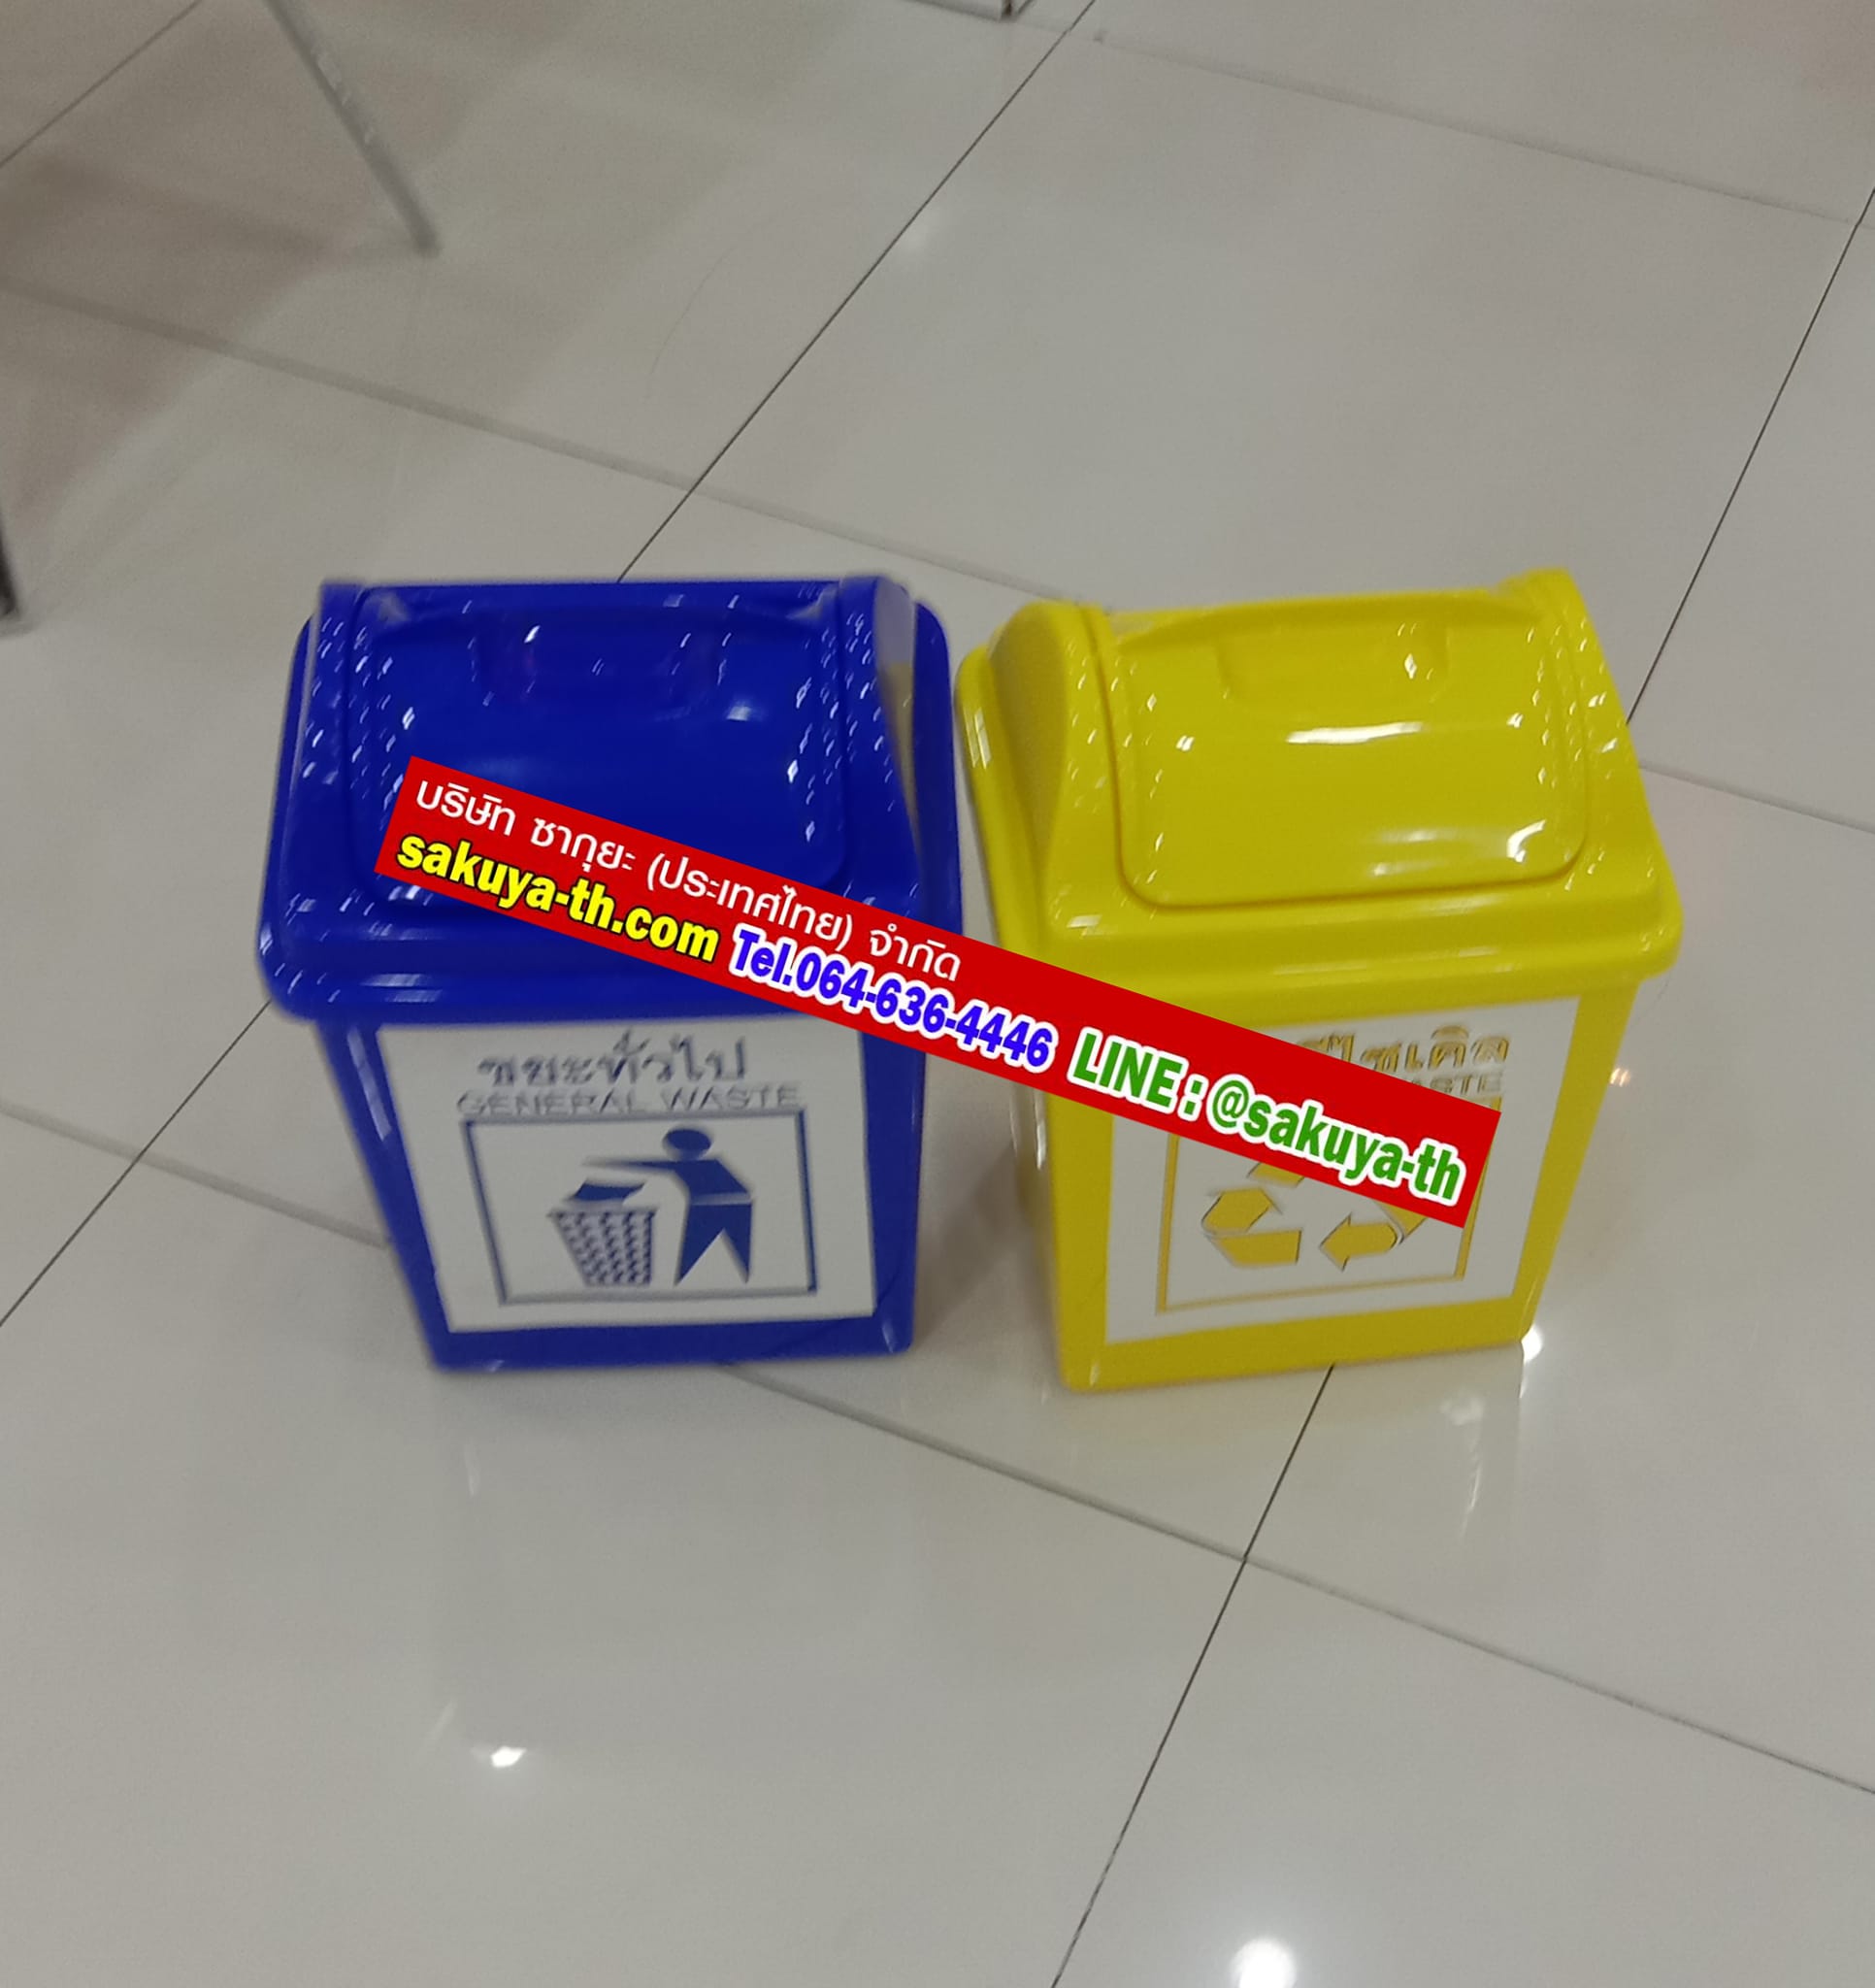 บริษัท ซากุยะ (ประเทศไทย) จำกัด
sakuya-th.com Tel.064-636-4446 LINE : @sakuya-th
ขยะทั่วไป
GENERAL WASTE